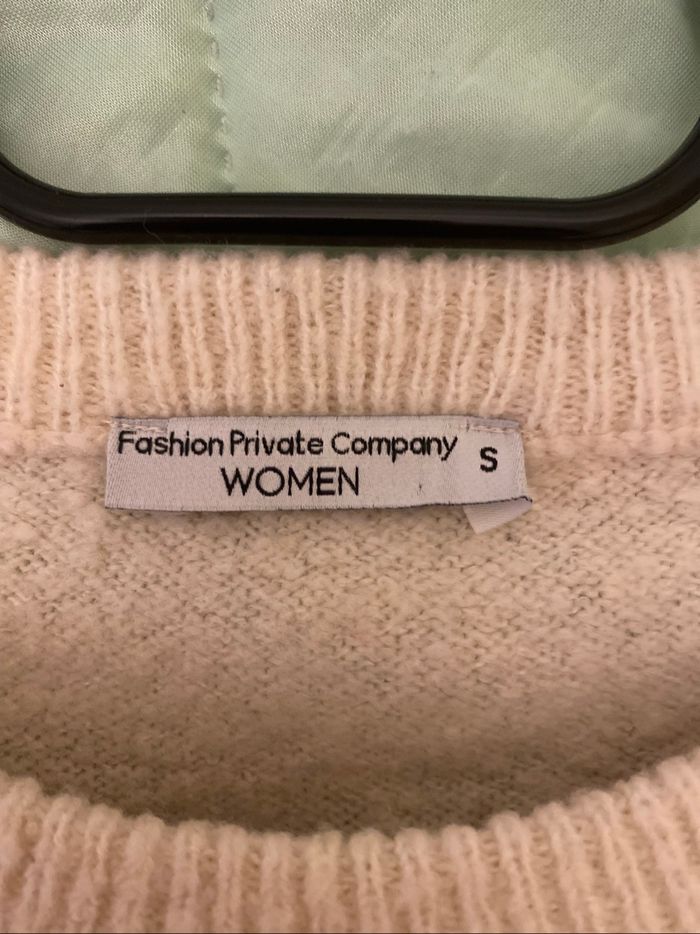 Fashion Private Company
WOMEN
S